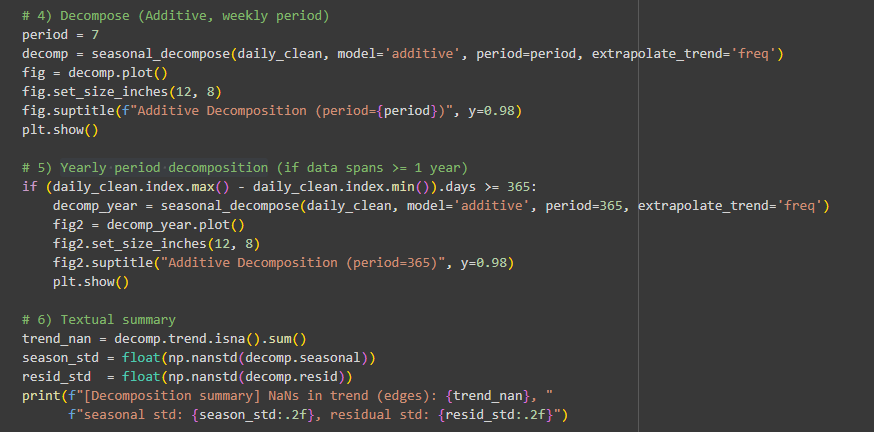 # 4) Decompose (Additive, weekly period)
period = 7
decomp = seasonal_decompose(daily_clean, model='additive', period=period, extrapolate_trend='freq')
fig = decomp.plot()
fig.set_size_inches(12, 8)
fig.suptitle(f"Additive Decomposition (period={period})", y=0.98)
plt.show()

# 5) Yearly period decomposition (if data spans >= 1 year)
if (daily_clean.index.max() - daily_clean.index.min()).days >= 365:
    decomp_year = seasonal_decompose(daily_clean, model='additive', period=365, extrapolate_trend='freq')
    fig2 = decomp_year.plot()
    fig2.set_size_inches(12, 8)
    fig2.suptitle("Additive Decomposition (period=365)", y=0.98)
    plt.show()

# 6) Textual summary
trend_nan = decomp.trend.isna().sum()
season_std = float(np.nanstd(decomp.seasonal))
resid_std  = float(np.nanstd(decomp.resid))
print(f"[Decomposition summary] NaNs in trend (edges): {trend_nan}, "
      f"seasonal std: {season_std:.2f}, residual std: {resid_std:.2f}")